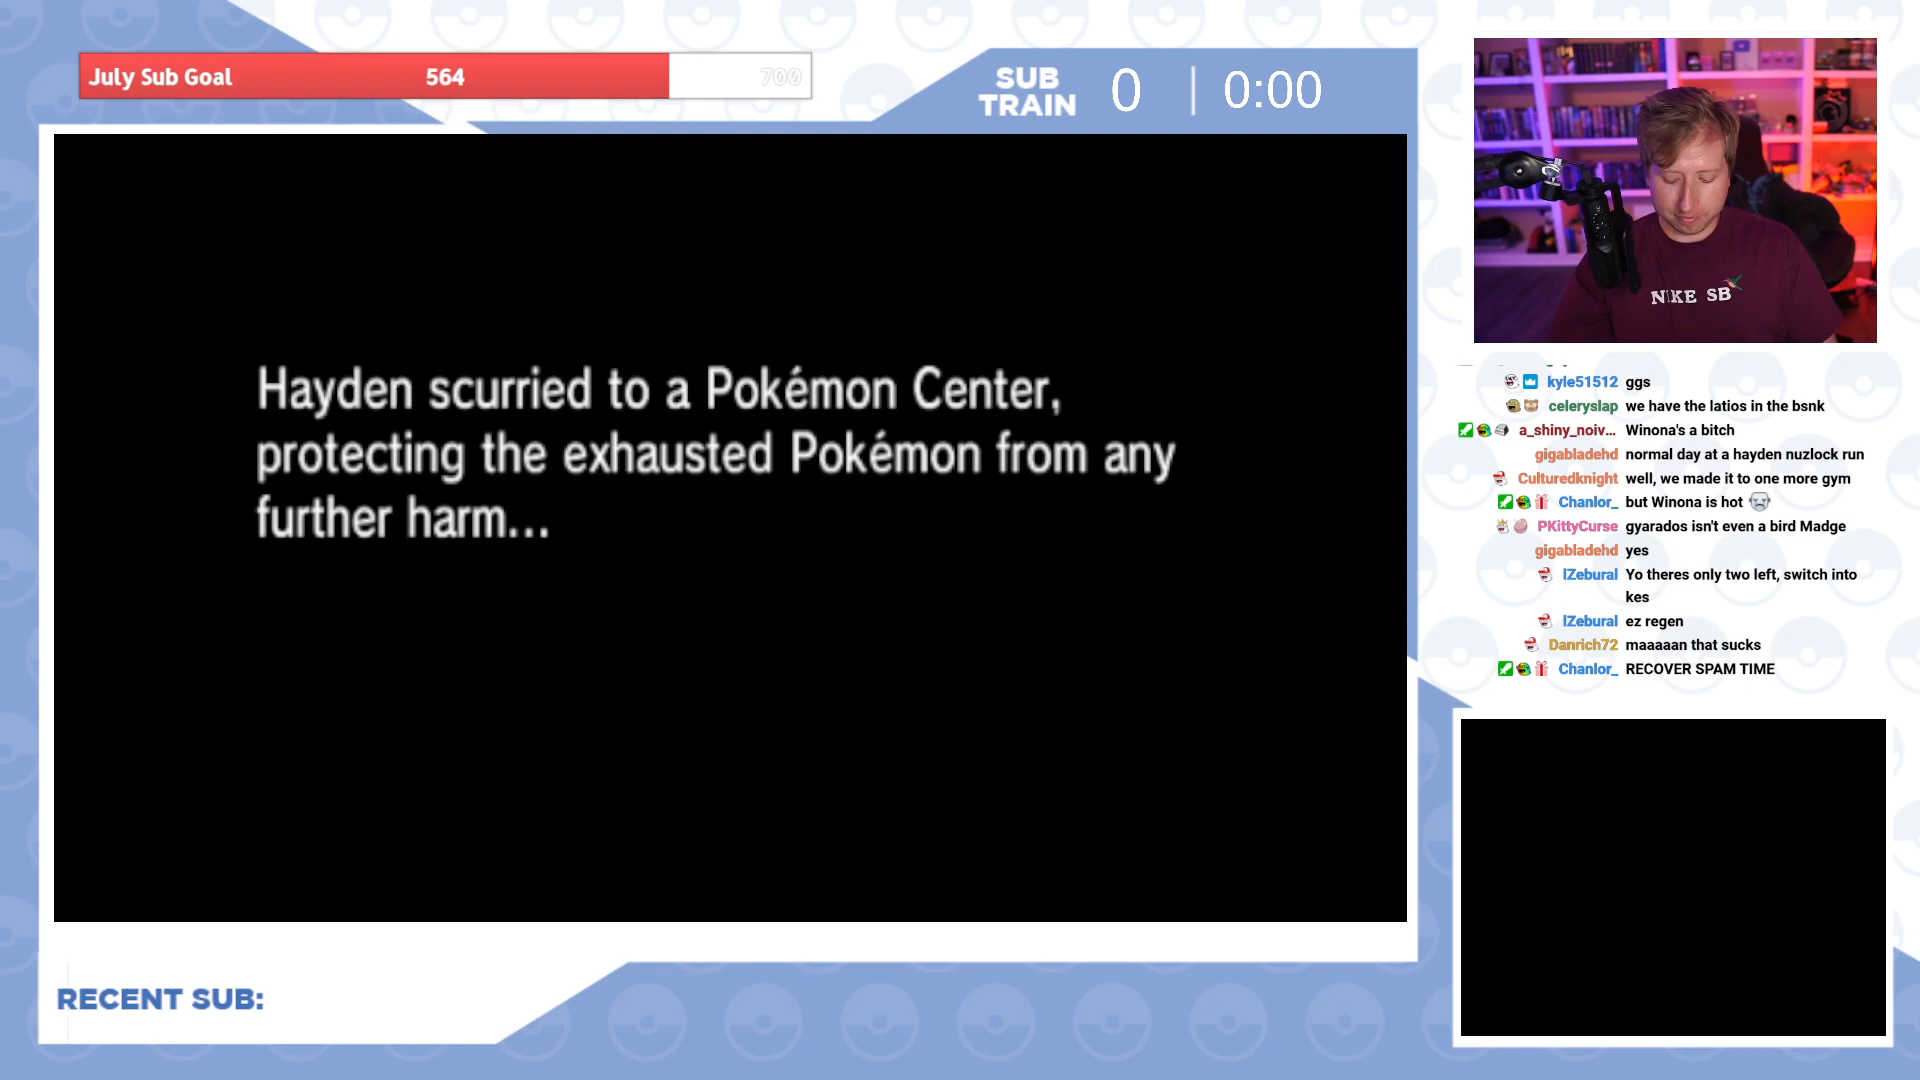 July Sub Goal 564 700
SUB
TRAIN
0 0:00
NIKE SB
Hayden scurried to a Pokémon Center,
protecting the exhausted Pokémon from any
further harm...
kyle51512 ggs
celeryslap we have the latios in the bsnk
a_shiny_noiv... Winona's a bitch
gigabladehd normal day at a hayden nuzlock run
Culturedknight well, we made it to one more gym
Chanlor_ but Winona is hot
PKittyCurse gyarados isn't even a bird Madge
gigabladehd yes
lZebural Yo theres only two left, switch into
kes
lZebural ez regen
Danrich72 maaaaan that sucks
Chanlor_ RECOVER SPAM TIME
RECENT SUB: